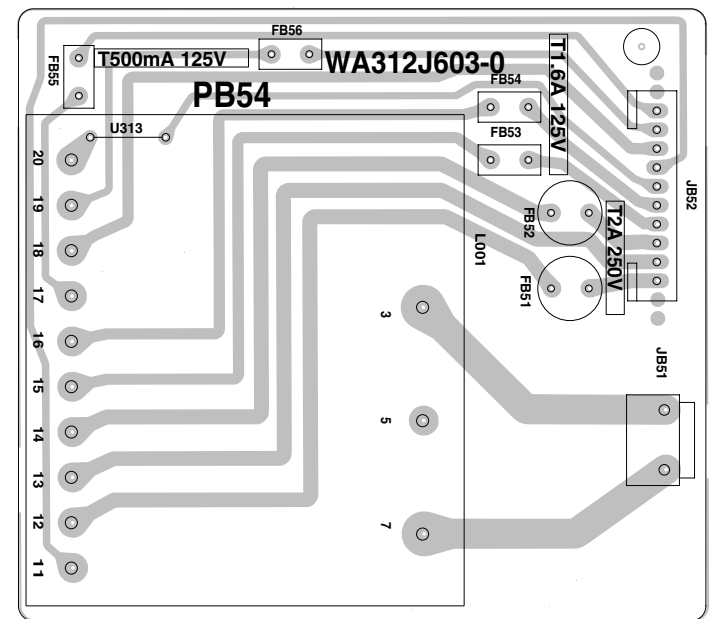 FB56
T500mA 125V
WA312J603-0
FB55
PB54
T1.6A 125V
FB54
U313
FB53
20
19
18
17
16
15
14
13
12
11
JB52
FB52
T2A 250V
L001
FB51
3
5
7
JB51